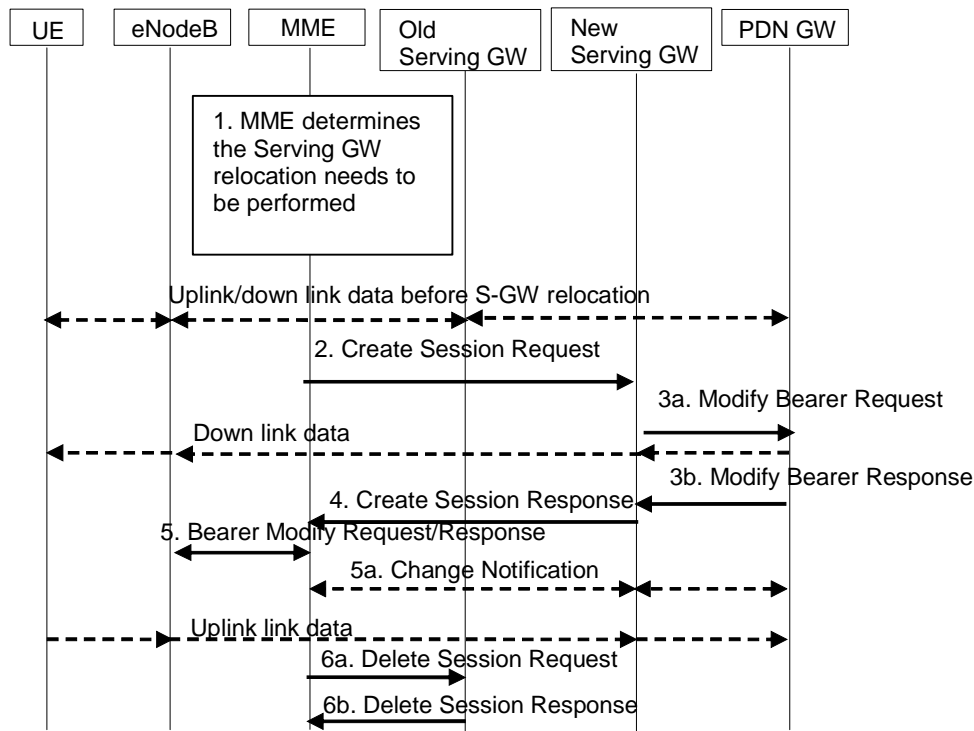 UE
eNodeB
MME
Old
Serving GW
New
Serving GW
PDN GW
1. MME determines
the Serving GW
relocation needs to
be performed
Uplink/down link data before S-GW relocation
2. Create Session Request
3a. Modify Bearer Request
Down link data
3b. Modify Bearer Response
4. Create Session Response
5. Bearer Modify Request/Response
5a. Change Notification
Uplink link data
6a. Delete Session Request
6b. Delete Session Response